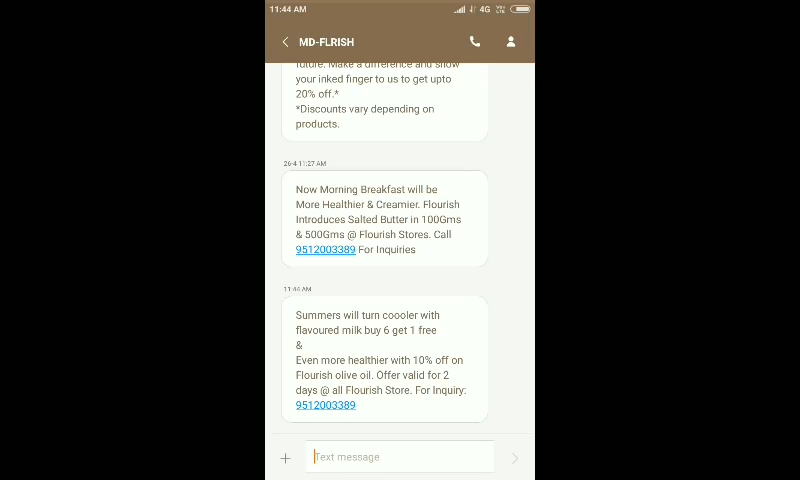 11:44 AM
4G
VoLTE
MD-FLRISH
future. Make a difference and show
your inked finger to us to get upto
20% off.*
*Discounts vary depending on
products.
26-4 11:27 AM
Now Morning Breakfast will be
More Healthier & Creamier. Flourish
Introduces Salted Butter in 100Gms
& 500Gms @ Flourish Stores. Call
9512003389 For Inquiries
11:44 AM
Summers will turn coooler with
flavoured milk buy 6 get 1 free
&
Even more healthier with 10% off on
Flourish olive oil. Offer valid for 2
days @ all Flourish Store. For Inquiry:
9512003389
Text message